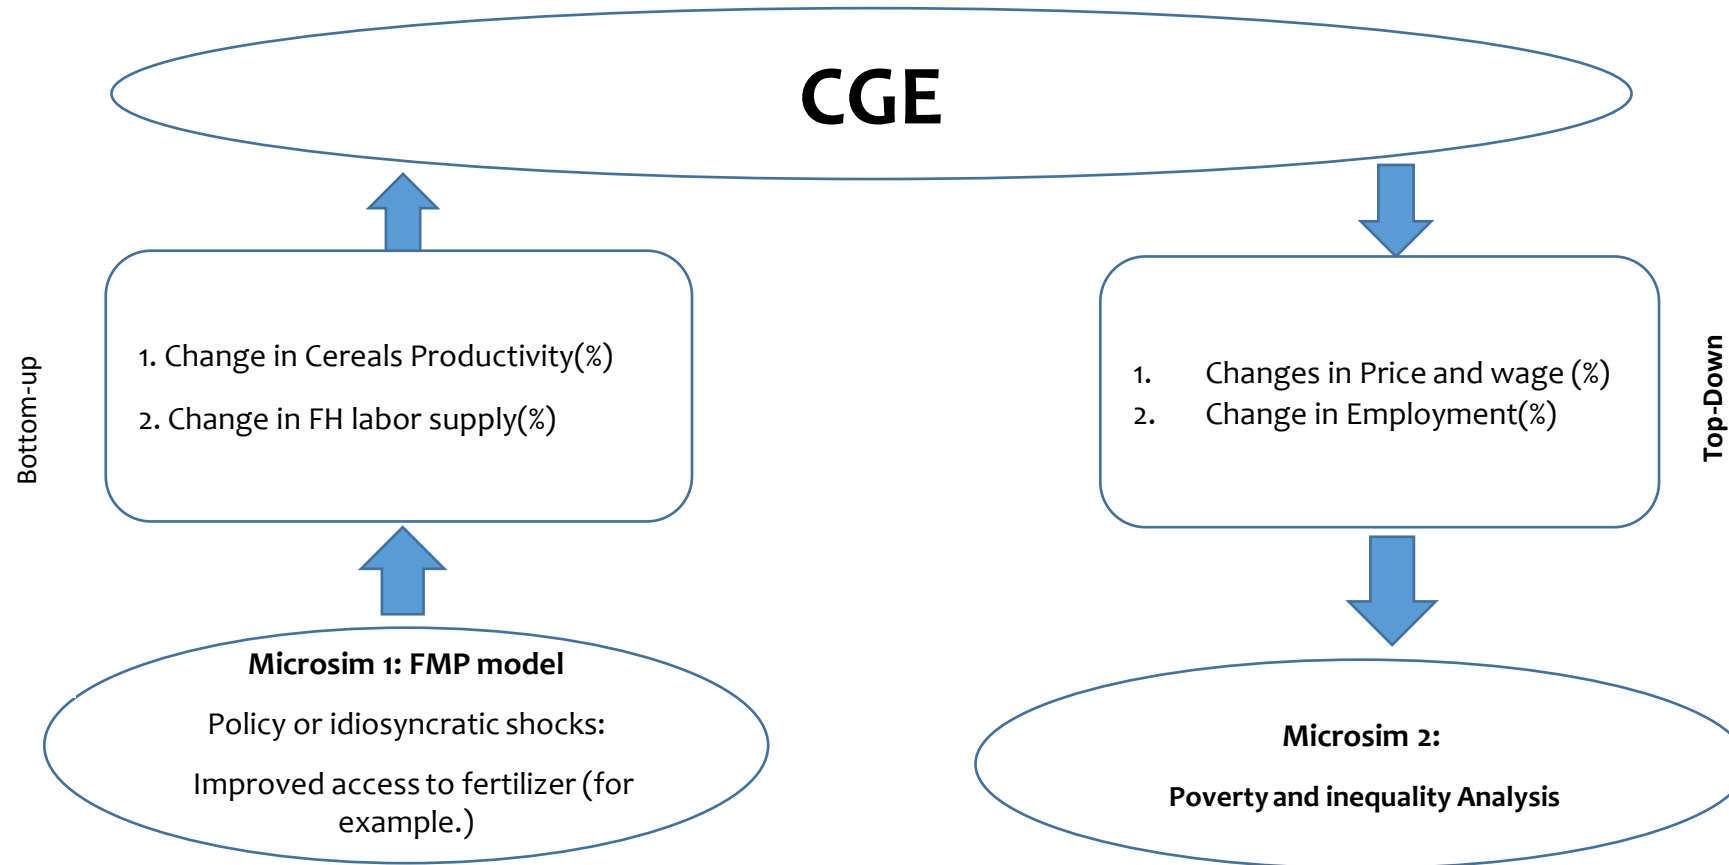 CGE
Bottom-up
1. Change in Cereals Productivity(%)
2. Change in FH labor supply(%)
1. Changes in Price and wage (%)
2. Change in Employment(%)
Top-Down
Microsim 1: FMP model
Policy or idiosyncratic shocks:
Improved access to fertilizer (for
example.)
Microsim 2:
Poverty and inequality Analysis